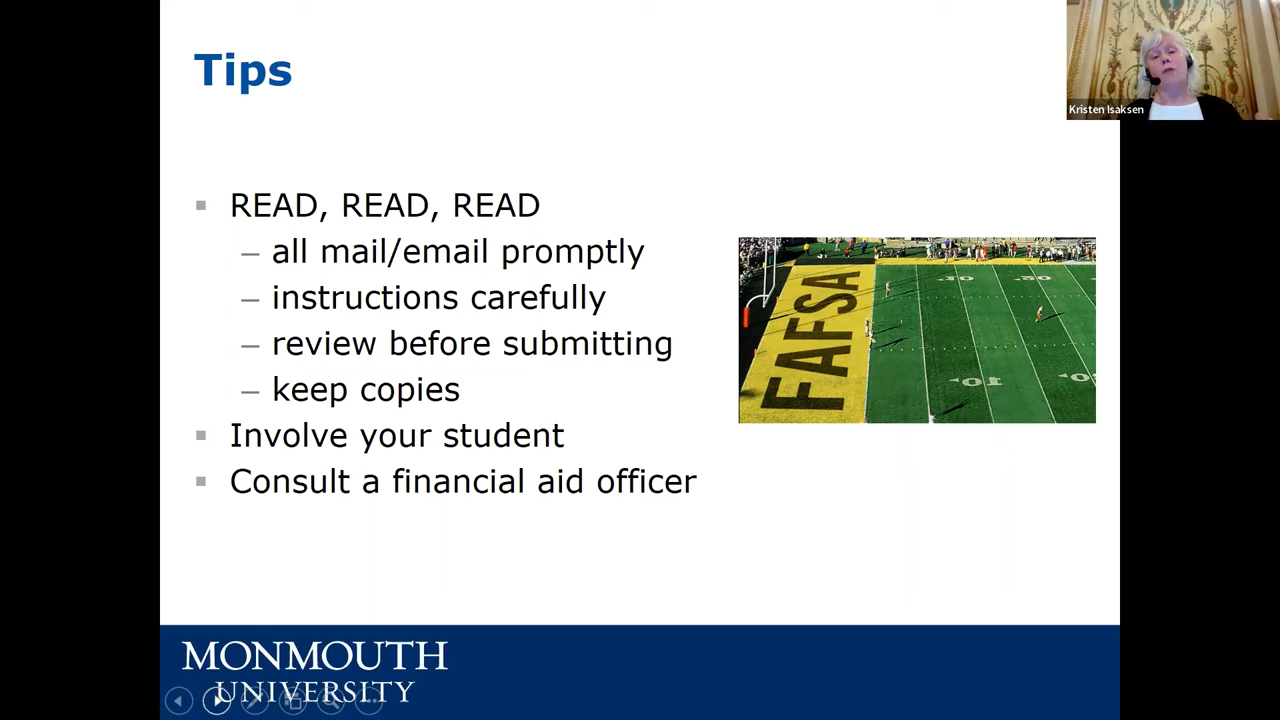 Tips
Kristen Isaksen
READ, READ, READ
– all mail/email promptly
– instructions carefully
– review before submitting
– keep copies
Involve your student
Consult a financial aid officer
FAFSA
10
MONMOUTH
UNIVERSITY